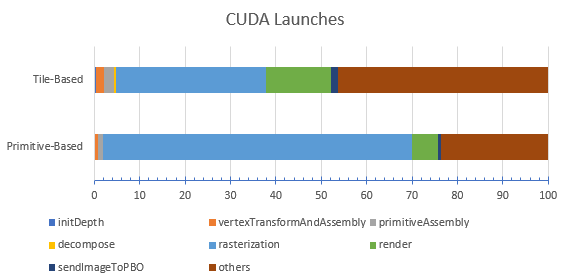 CUDA Launches
Tile-Based
Primitive-Based
0 10 20 30 40 50 60 70 80 90 100
initDepth vertexTransformAndAssembly primitiveAssembly
decompose rasterization render
sendImageToPBO others